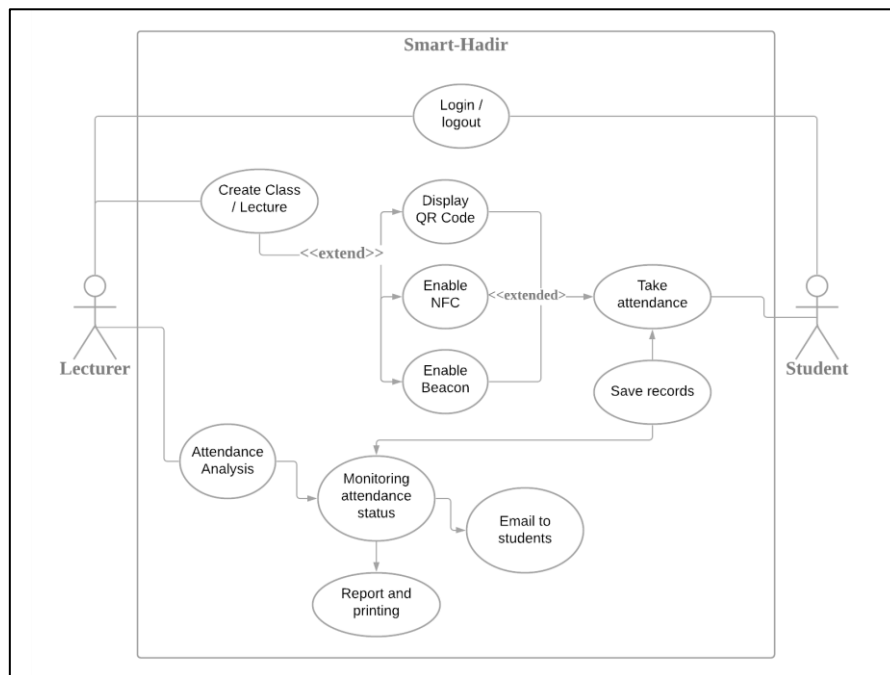 Smart-Hadir
Login /
logout
Create Class
/ Lecture
Display
QR Code
<<extend>>
Enable
NFC
<<extended>
Take
attendance
Lecturer
Student
Enable
Beacon
Save records
Attendance
Analysis
Monitoring
attendance
status
Email to
students
Report and
printing